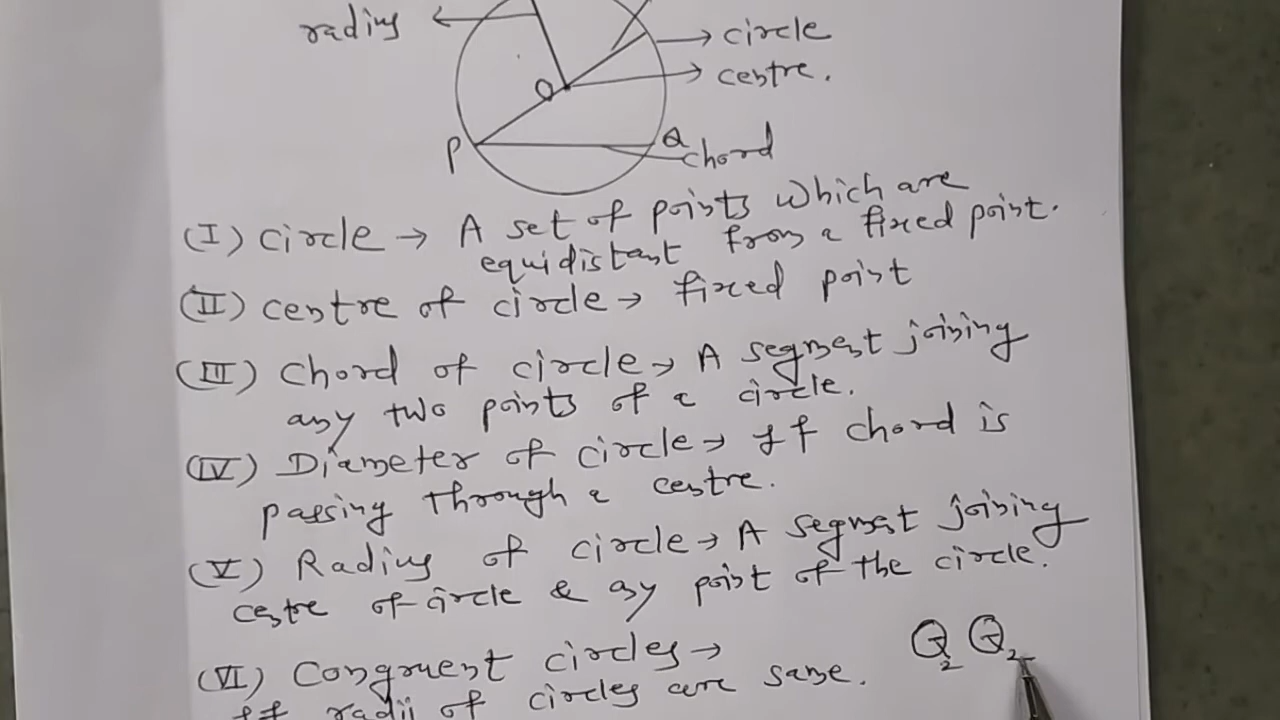 radius
circle
centre.
O
P
Q
chord
(I) circle → A set of points which are
equidistant from a fixed point.
(II) centre of circle → fixed point
(III) chord of circle → A segment joining
any two points of a circle.
(IV) Diameter of circle → If chord is
passing through a centre.
(V) Radius of circle → A segment joining
centre of circle & any point of the circle.
(VI) Congruent circles →
If radii of circles are same.
2 2